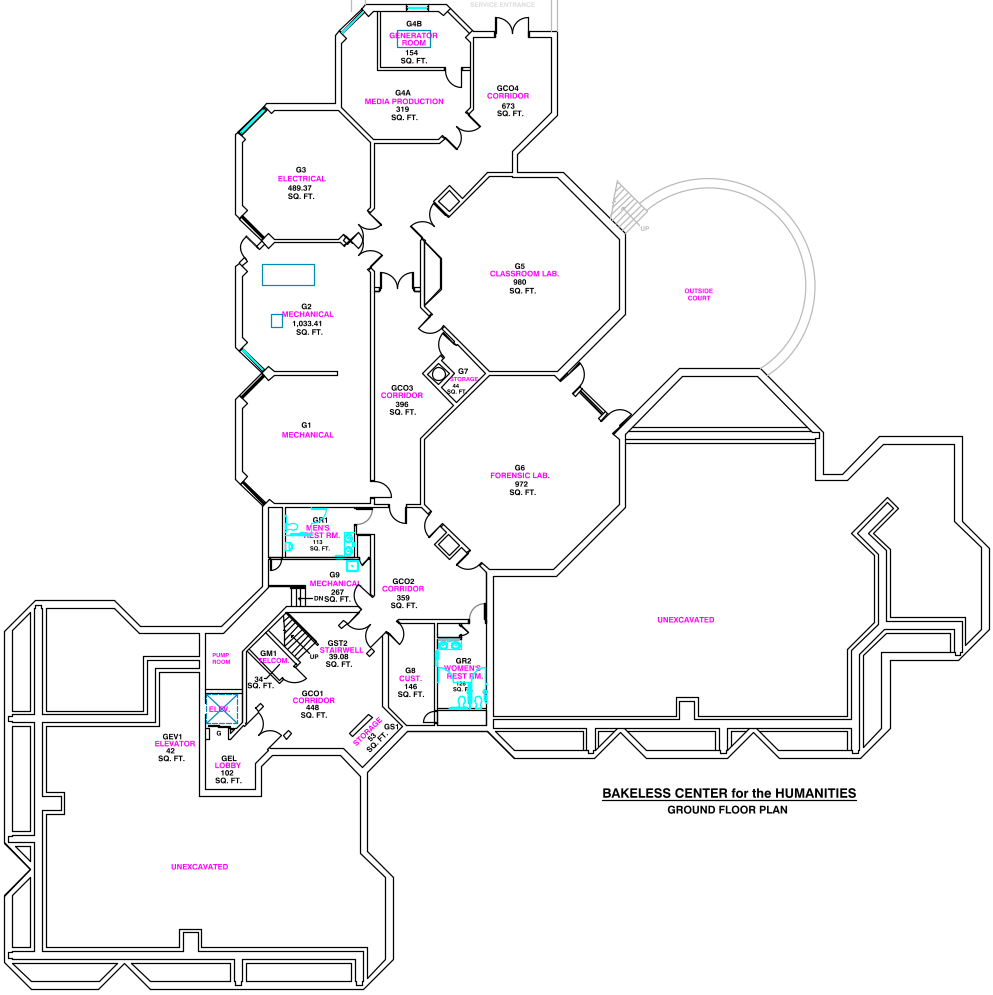 SERVICE ENTRANCE
G4B
GENERATOR
ROOM
154
SQ. FT.
G4A
MEDIA PRODUCTION
319
SQ. FT.
GCO4
CORRIDOR
673
SQ. FT.
G3
ELECTRICAL
489.37
SQ. FT.
UP
G5
CLASSROOM LAB.
980
SQ. FT.
OUTSIDE
COURT
G2
MECHANICAL
1,033.41
SQ. FT.
G7
STORAGE
44
SQ. FT.
GCO3
CORRIDOR
396
SQ. FT.
G1
MECHANICAL
G6
FORENSIC LAB.
972
SQ. FT.
GR1
MEN'S
REST RM.
113
SQ. FT.
G9
MECHANICAL
267
SQ. FT.
DN
GCO2
CORRIDOR
359
SQ. FT.
UNEXCAVATED
GST2
STAIRWELL
39.08
SQ. FT.
UP
GM1
TELCOM.
34
SQ. FT.
PUMP
ROOM
G8
CUST.
146
SQ. FT.
GR2
WOMEN'S
REST RM.
SQ. FT.
GCO1
CORRIDOR
448
SQ. FT.
ELEV.
G
GS1
STORAGE
53
SQ. FT.
GEV1
ELEVATOR
42
SQ. FT.
GEL
LOBBY
102
SQ. FT.
BAKELESS CENTER for the HUMANITIES
GROUND FLOOR PLAN
UNEXCAVATED